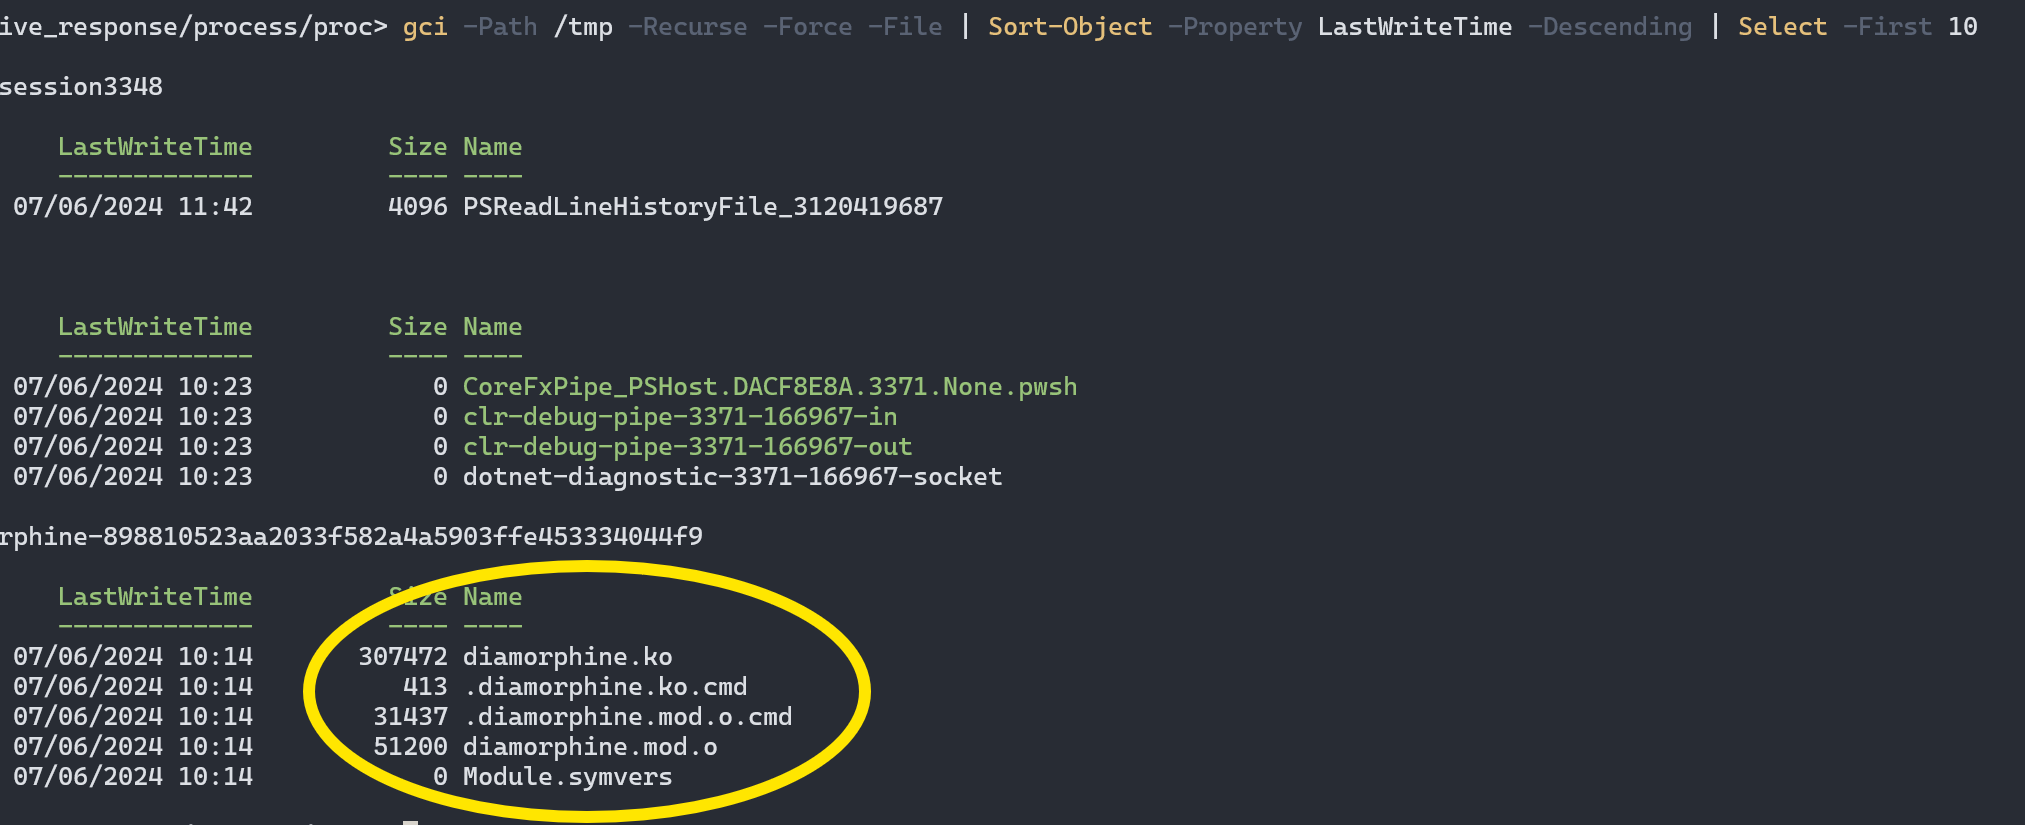 ive_response/process/proc> gci -Path /tmp -Recurse -Force -File | Sort-Object -Property LastWriteTime -Descending | Select -First 10
session3348
LastWriteTime Size Name
------------- ---- ----
07/06/2024 11:42 4096 PSReadLineHistoryFile_3120419687
LastWriteTime Size Name
------------- ---- ----
07/06/2024 10:23 0 CoreFxPipe_PSHost.DACF8E8A.3371.None.pwsh
07/06/2024 10:23 0 clr-debug-pipe-3371-166967-in
07/06/2024 10:23 0 clr-debug-pipe-3371-166967-out
07/06/2024 10:23 0 dotnet-diagnostic-3371-166967-socket
rphine-898810523aa2033f582a4a5903ffe453334044f9
LastWriteTime Size Name
------------- ---- ----
07/06/2024 10:14 307472 diamorphine.ko
07/06/2024 10:14 413 .diamorphine.ko.cmd
07/06/2024 10:14 31437 .diamorphine.mod.o.cmd
07/06/2024 10:14 51200 diamorphine.mod.o
07/06/2024 10:14 0 Module.symvers